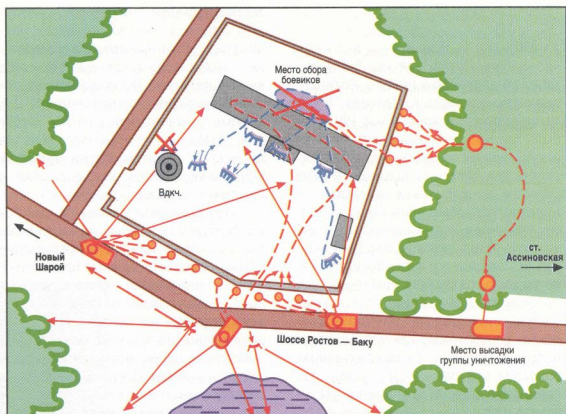 Место сбора
боевиков
Вдкч.
Новый
Шарой
ст.
Ассиновская
Шоссе Ростов — Баку
Место высадки
группы уничтожения